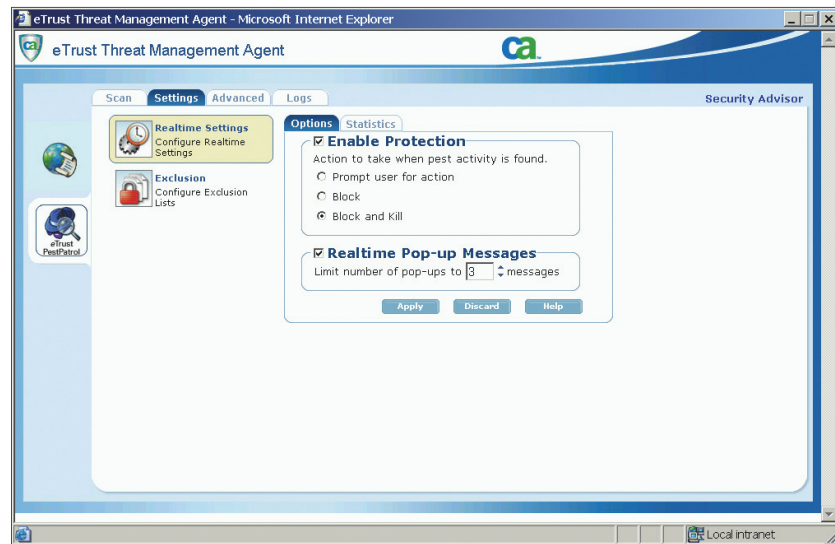 eTrust Threat Management Agent - Microsoft Internet Explorer
ca
eTrust Threat Management Agent
ca
Scan
Settings
Advanced
Logs
Security Advisor
Realtime Settings
Configure Realtime
Settings
Exclusion
Configure Exclusion
Lists
eTrust
PestPatrol
Options
Statistics
Enable Protection
Action to take when pest activity is found.
Prompt user for action
Block
Block and Kill
Realtime Pop-up Messages
Limit number of pop-ups to 3 messages
Apply
Discard
Help
Local intranet